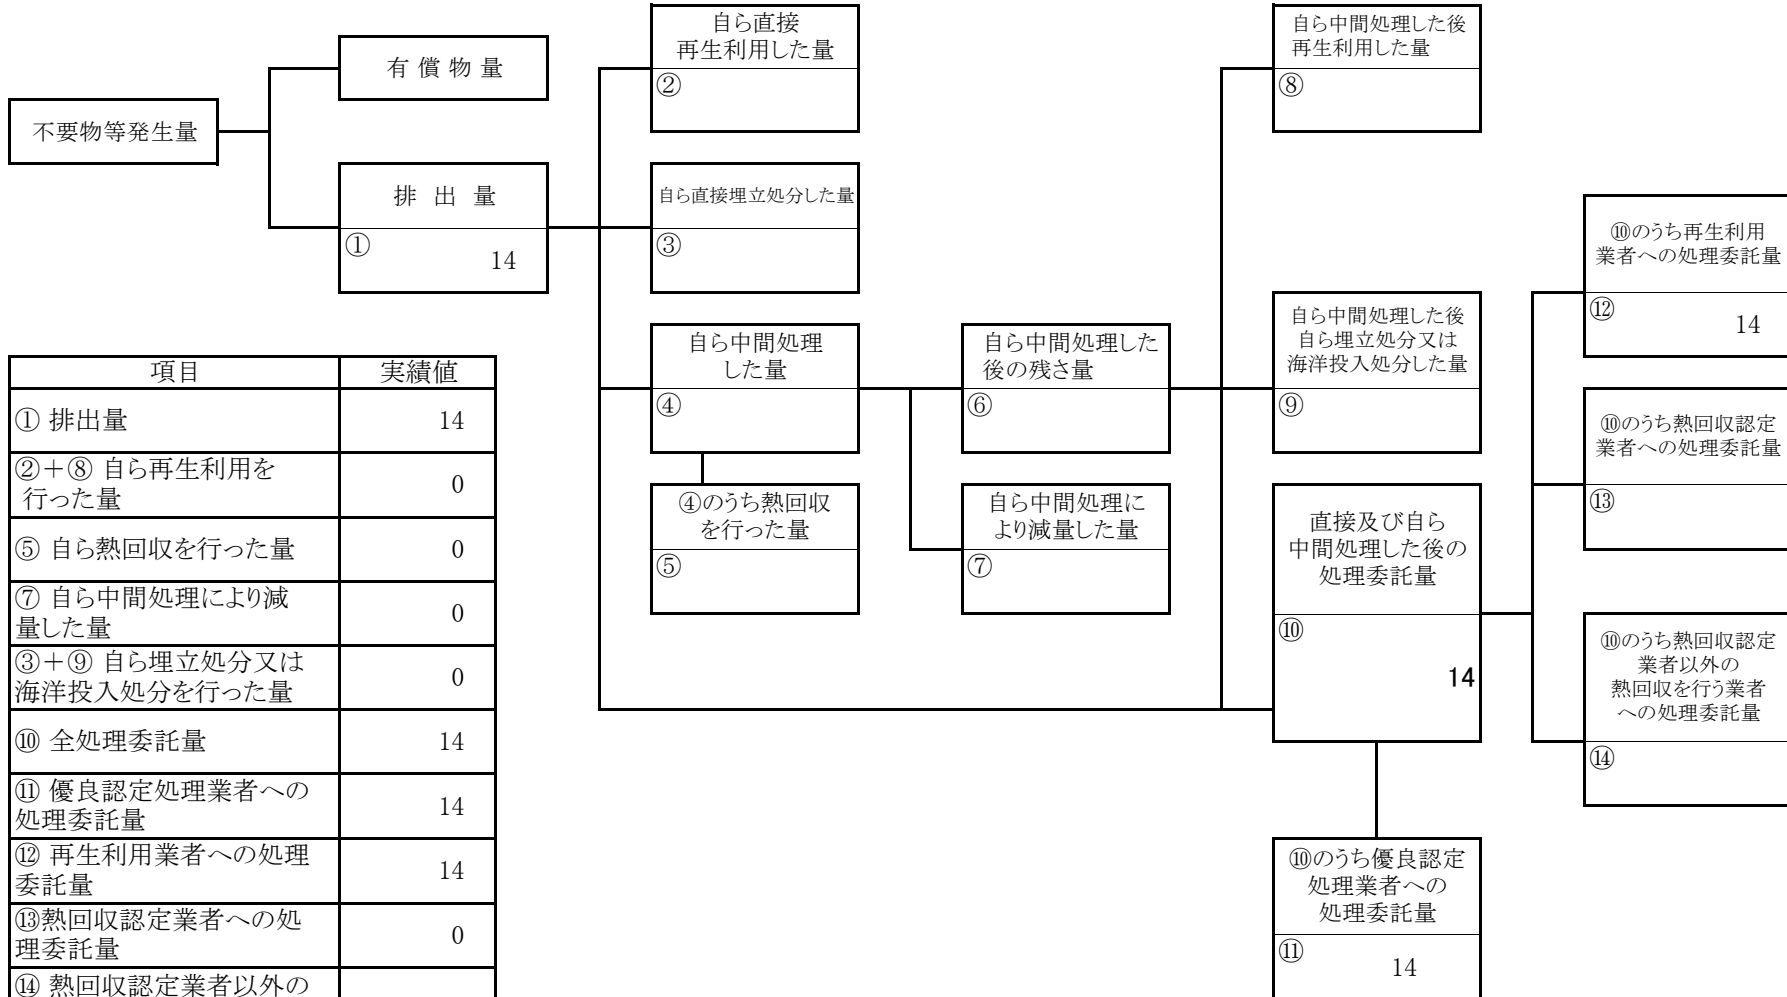 不要物等発生量
有 償 物 量
排 出 量
①
14
自ら直接
再生利用した量
②
自ら直接埋立処分した量
③
自ら中間処理
した量
④
④のうち熱回収
を行った量
⑤
自ら中間処理した
後の残さ量
⑥
自ら中間処理に
より減量した量
⑦
自ら中間処理した後
再生利用した量
⑧
自ら中間処理した後
自ら埋立処分又は
海洋投入処分した量
⑨
直接及び自ら
中間処理した後の
処理委託量
⑩
14
⑩のうち優良認定
処理業者への
処理委託量
⑪
14
⑩のうち再生利用
業者への処理委託量
⑫
14
⑩のうち熱回収認定
業者への処理委託量
⑬
⑩のうち熱回収認定
業者以外の
熱回収を行う業者
への処理委託量
⑭
項目 実績値
① 排出量 14
②+⑧ 自ら再生利用を
行った量 0
⑤ 自ら熱回収を行った量 0
⑦ 自ら中間処理により減
量した量 0
③+⑨ 自ら埋立処分又は
海洋投入処分を行った量 0
⑩ 全処理委託量 14
⑪ 優良認定処理業者への
処理委託量 14
⑫ 再生利用業者への処理
委託量 14
⑬熱回収認定業者への処
理委託量 0
⑭ 熱回収認定業者以外の